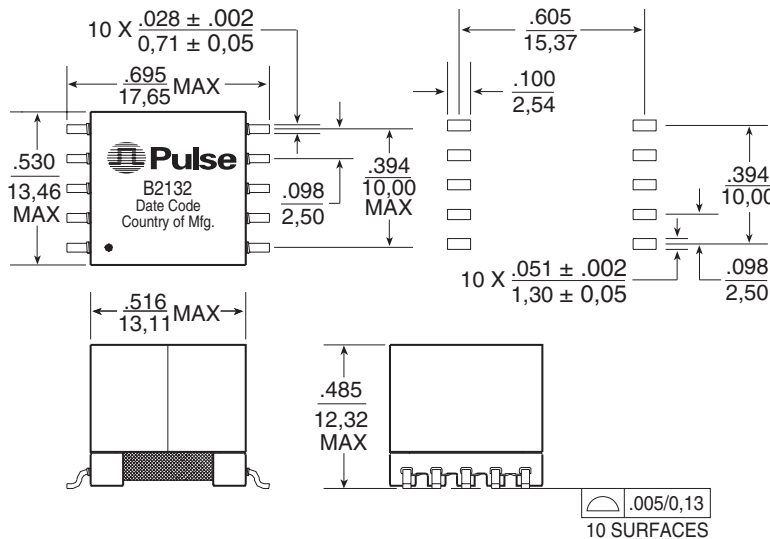 10 X .028 ± .002
0,71 ± 0,05
.695
17,65
MAX
.530
13,46
MAX
Pulse
B2132
Date Code
Country of Mfg.
.394
10,00
MAX
.098
2,50
.605
15,37
.100
2,54
.394
10,00
10 X .051 ± .002
1,30 ± 0,05
.098
2,50
.516
13,11
MAX
.485
12,32
MAX
.005/0,13
10 SURFACES